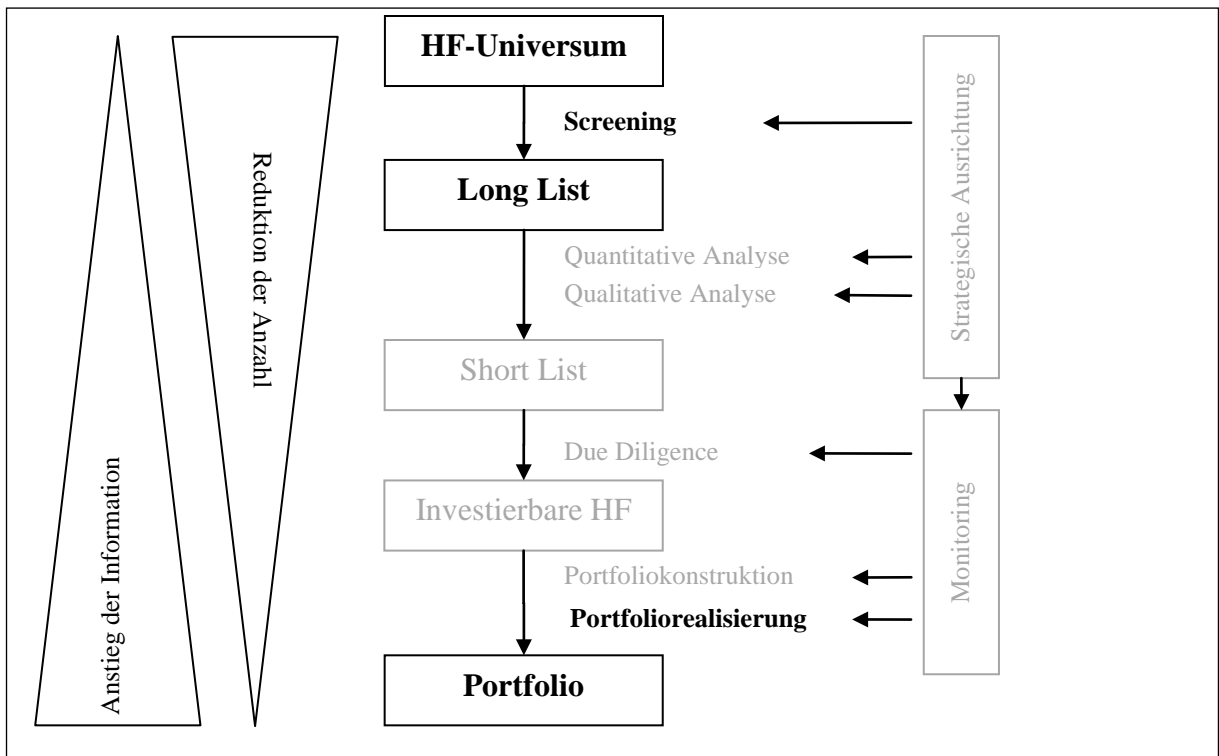 HF-Universum
Screening
Long List
Quantitative Analyse
Qualitative Analyse
Short List
Due Diligence
Investierbare HF
Portfoliokonstruktion
Portfoliorealisierung
Portfolio
Anstieg der Information
Reduktion der Anzahl
Strategische Ausrichtung
Monitoring